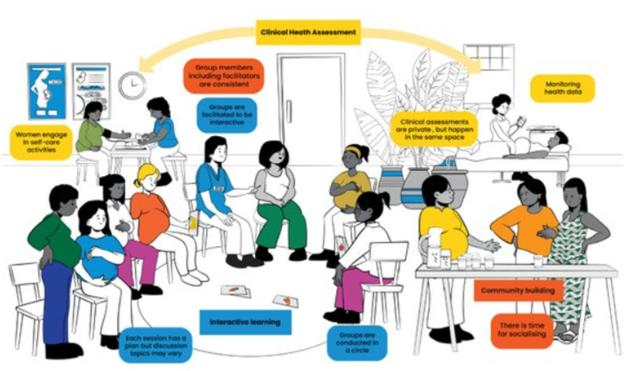 Clinical Heath Assessment
Group members
including facilitators
are consistent
Groups are
facilitated to be
interactive
Monitoring
health data
Clinical assessments
are private , but happen
in the same space
Women engage
in self-care
activities
Community building
There is time
for socialising
Interactive learning
Each session has a
plan but discussion
topics may vary
Groups are
conducted in
a circle